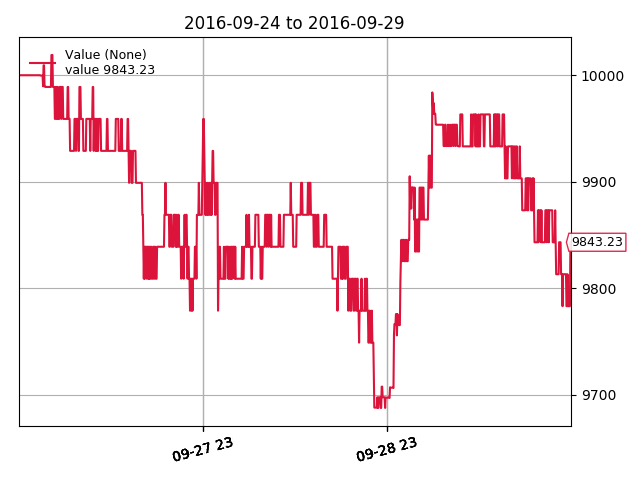 2016-09-24 to 2016-09-29
Value (None)
value 9843.23
10000
9900
9843.23
9800
9700
09-27 23
09-28 23